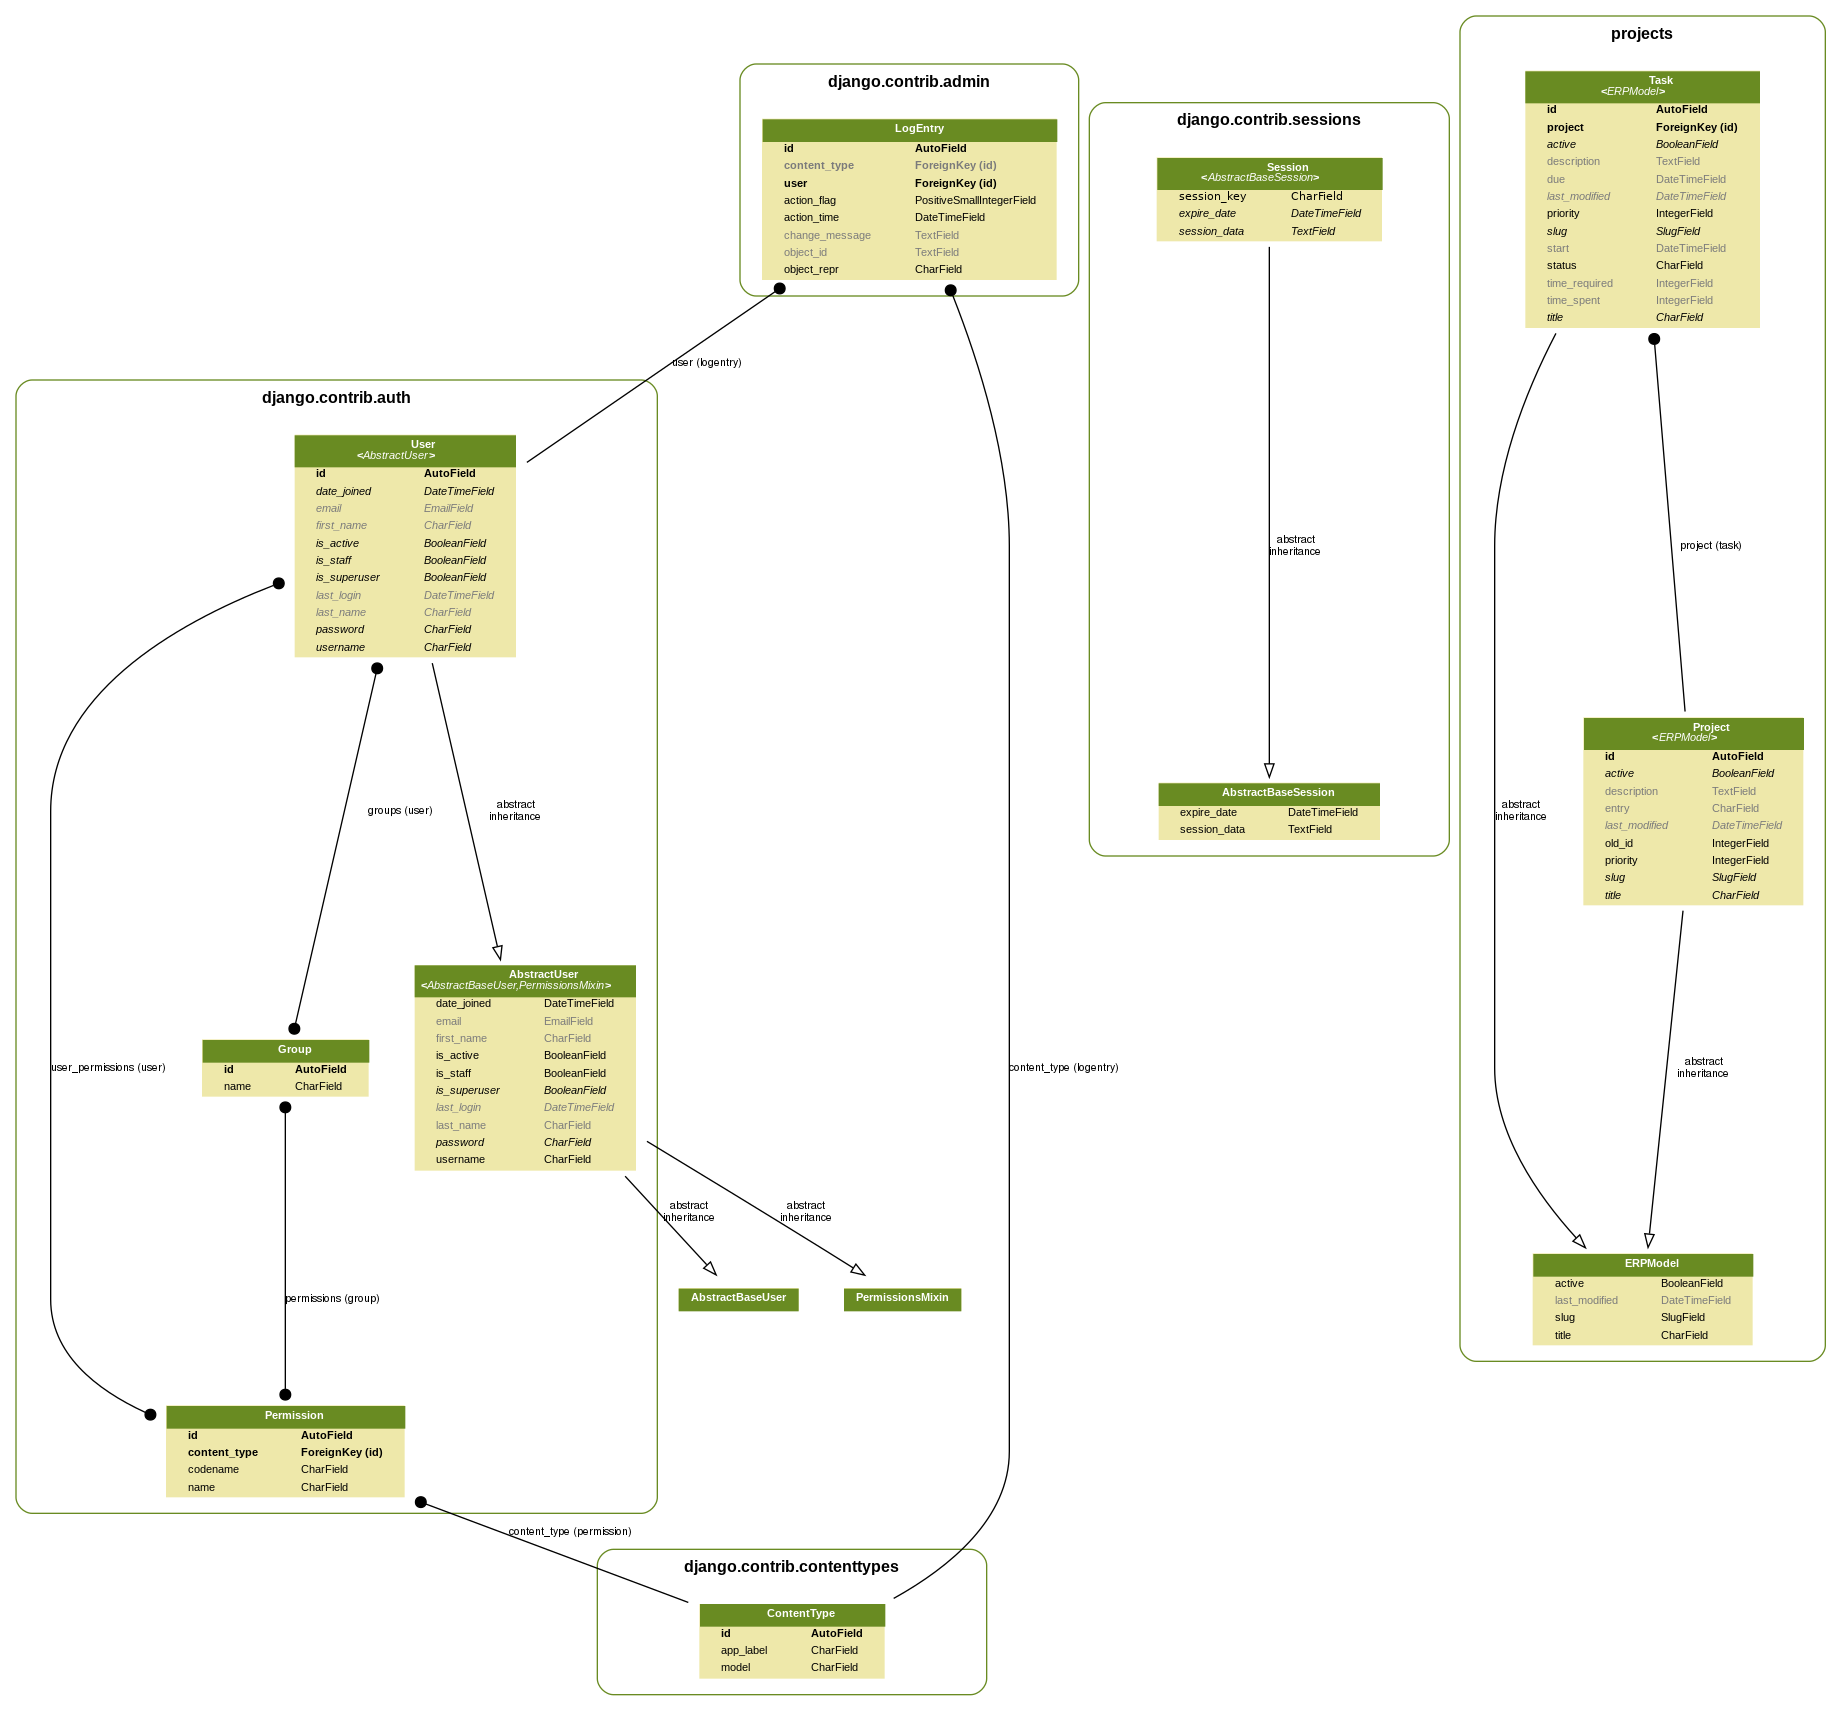 projects
Task
<ERPModel>
id AutoField
project ForeignKey (id)
active BooleanField
description TextField
due DateTimeField
last_modified DateTimeField
priority IntegerField
slug SlugField
start DateTimeField
status CharField
time_required IntegerField
time_spent IntegerField
title CharField
django.contrib.admin
LogEntry
id AutoField
content_type ForeignKey (id)
user ForeignKey (id)
action_flag PositiveSmallIntegerField
action_time DateTimeField
change_message TextField
object_id TextField
object_repr CharField
django.contrib.sessions
Session
<AbstractBaseSession>
session_key CharField
expire_date DateTimeField
session_data TextField
user (logentry)
django.contrib.auth
User
<AbstractUser>
id AutoField
date_joined DateTimeField
email EmailField
first_name CharField
is_active BooleanField
is_staff BooleanField
is_superuser BooleanField
last_login DateTimeField
last_name CharField
password CharField
username CharField
abstract
inheritance
project (task)
Project
<ERPModel>
id AutoField
active BooleanField
description TextField
entry CharField
last_modified DateTimeField
old_id IntegerField
priority IntegerField
slug SlugField
title CharField
groups (user)
abstract
inheritance
AbstractBaseSession
expire_date DateTimeField
session_data TextField
abstract
inheritance
AbstractUser
<AbstractBaseUser,PermissionsMixin>
date_joined DateTimeField
email EmailField
first_name CharField
is_active BooleanField
is_staff BooleanField
is_superuser BooleanField
last_login DateTimeField
last_name CharField
password CharField
username CharField
Group
id AutoField
name CharField
user_permissions (user)
content_type (logentry)
abstract
inheritance
abstract
inheritance
abstract
inheritance
AbstractBaseUser
PermissionsMixin
ERPModel
active BooleanField
last_modified DateTimeField
slug SlugField
title CharField
permissions (group)
Permission
id AutoField
content_type ForeignKey (id)
codename CharField
name CharField
content_type (permission)
django.contrib.contenttypes
ContentType
id AutoField
app_label CharField
model CharField